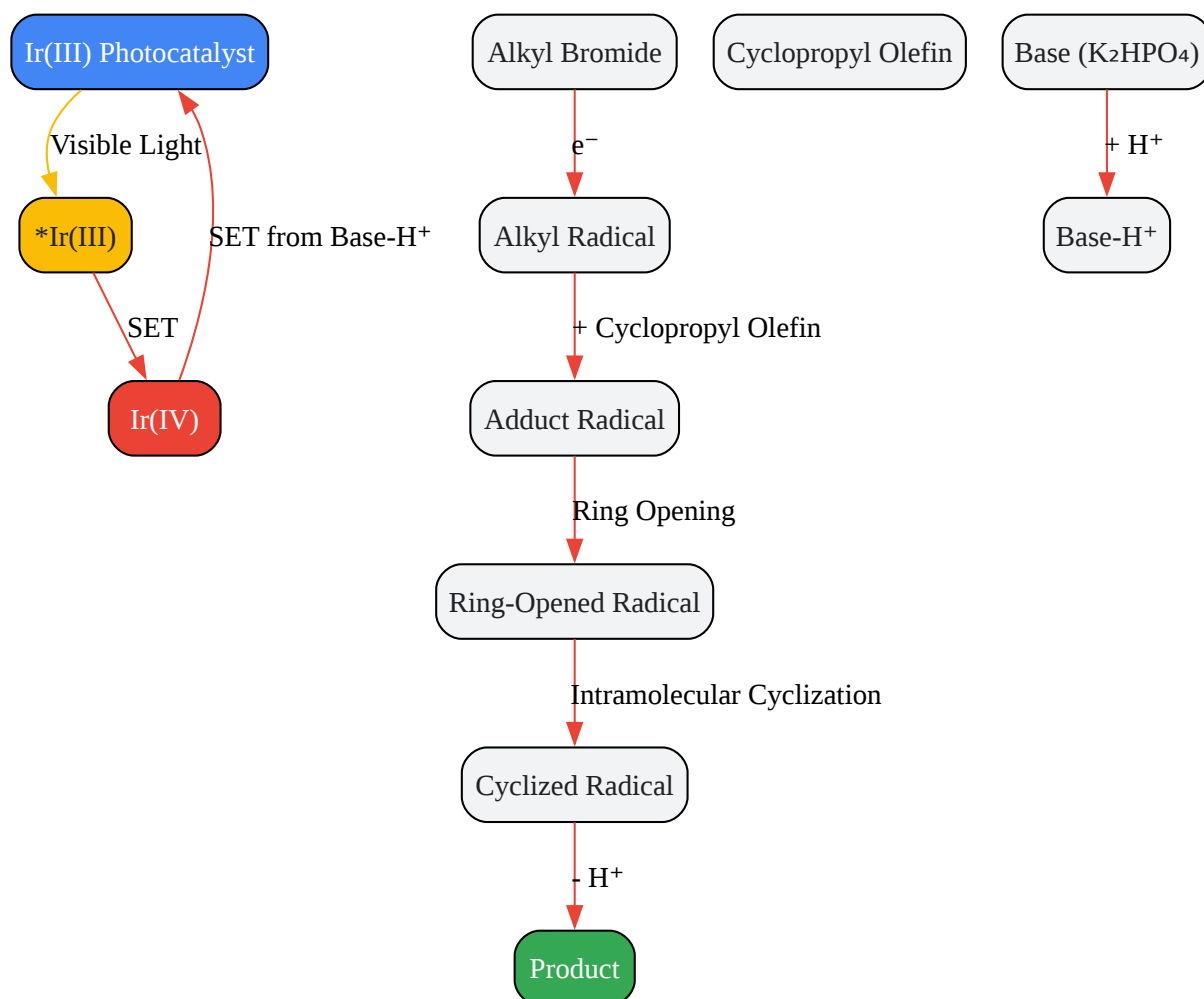 Ir(III) Photocatalyst
Alkyl Bromide
Cyclopropyl Olefin
Base (K₂HPO₄)
Visible Light
e⁻
+ H⁺
*Ir(III)
SET from Base-H⁺
Alkyl Radical
Base-H⁺
SET
+ Cyclopropyl Olefin
Ir(IV)
Adduct Radical
Ring Opening
Ring-Opened Radical
Intramolecular Cyclization
Cyclized Radical
- H⁺
Product